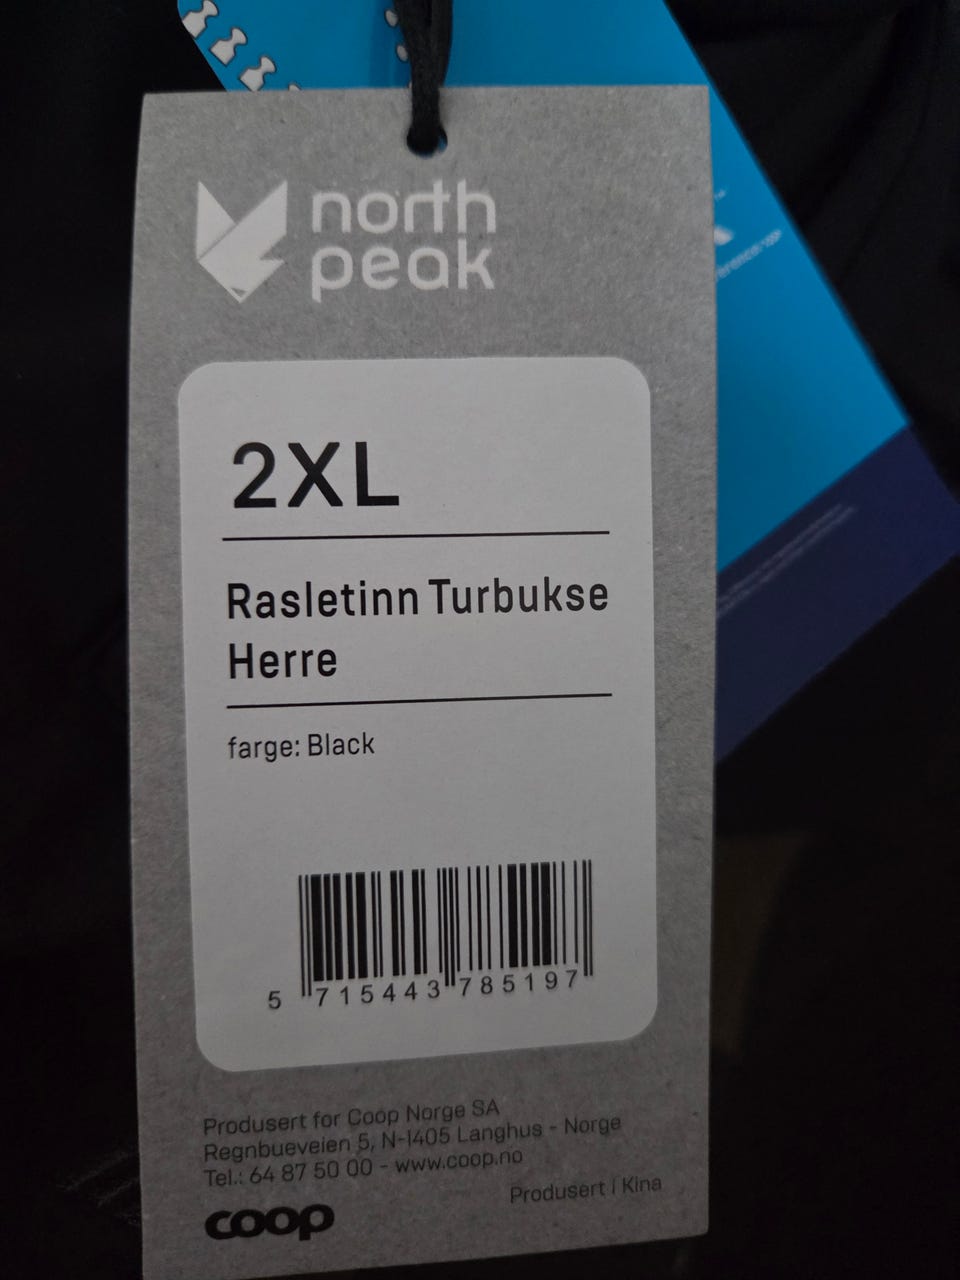 north
peak
2XL
Rasletinn Turbukse
Herre
farge: Black
5 715443 785197
Produsert for Coop Norge SA
Regnbueveien 5, N-1405 Langhus - Norge
Tel.: 64 87 50 00 - www.coop.no
Produsert i Kina
coop